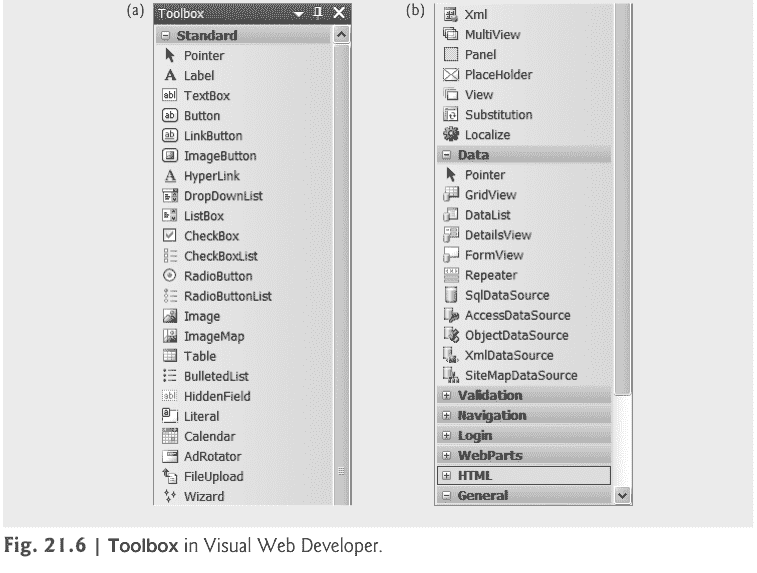 (a)
Toolbox
Standard
Pointer
Label
TextBox
Button
LinkButton
ImageButton
HyperLink
DropDownList
ListBox
CheckBox
CheckBoxList
RadioButton
RadioButtonList
Image
ImageMap
Table
BulletedList
HiddenField
Literal
Calendar
AdRotator
FileUpload
Wizard
(b)
Xml
MultiView
Panel
PlaceHolder
View
Substitution
Localize
Data
Pointer
GridView
DataList
DetailsView
FormView
Repeater
SqlDataSource
AccessDataSource
ObjectDataSource
XmlDataSource
SiteMapDataSource
Validation
Navigation
Login
WebParts
HTML
General
Fig. 21.6 | Toolbox in Visual Web Developer.